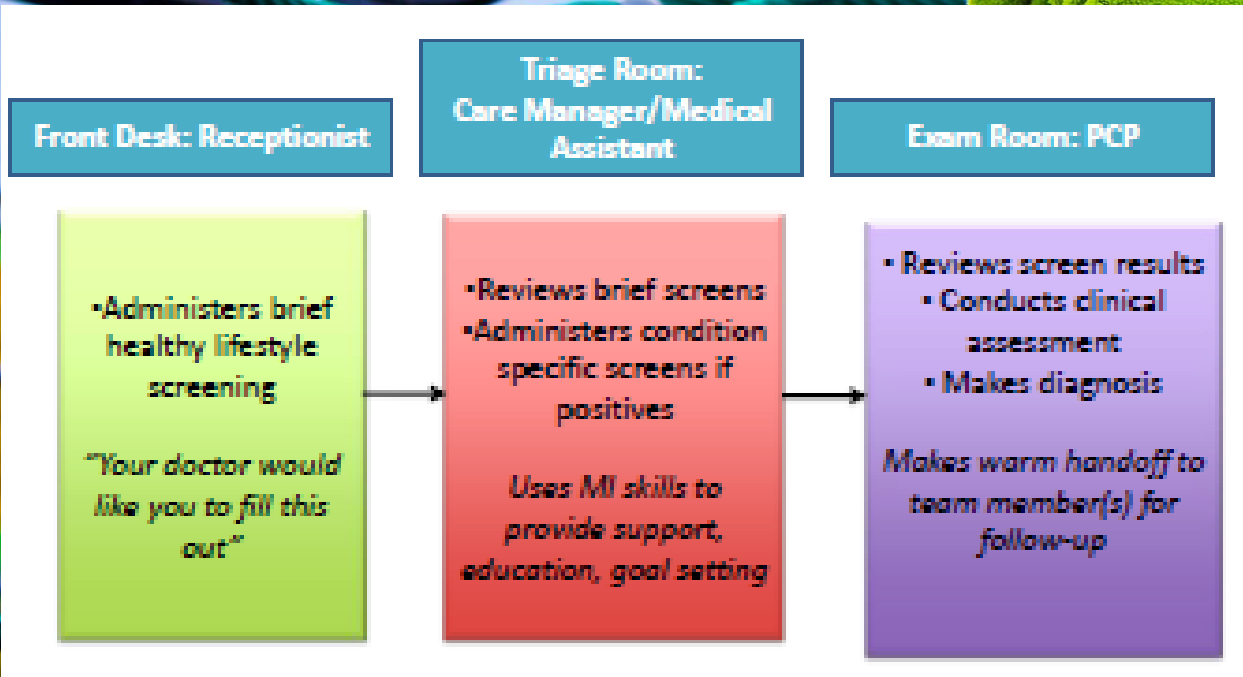 Front Desk: Receptionist
Triage Room:
Care Manager/Medical
Assistant
Exam Room: PCP
•Administers brief
healthy lifestyle
screening
"Your doctor would
like you to fill this
out"
•Reviews brief screens
•Administers condition
specific screens if
positives
Uses MI skills to
provide support,
education, goal setting
• Reviews screen results
• Conducts clinical
assessment
• Makes diagnosis
Makes warm handoff to
team member(s) for
follow-up